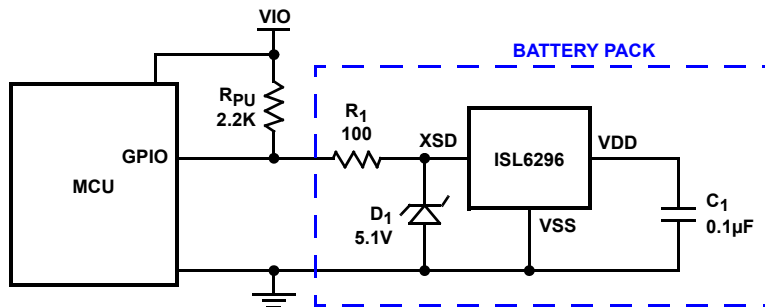 VIO
BATTERY PACK
RPU
2.2K
R1
100
XSD
VDD
GPIO
ISL6296
MCU
D1
5.1V
VSS
C1
0.1µF